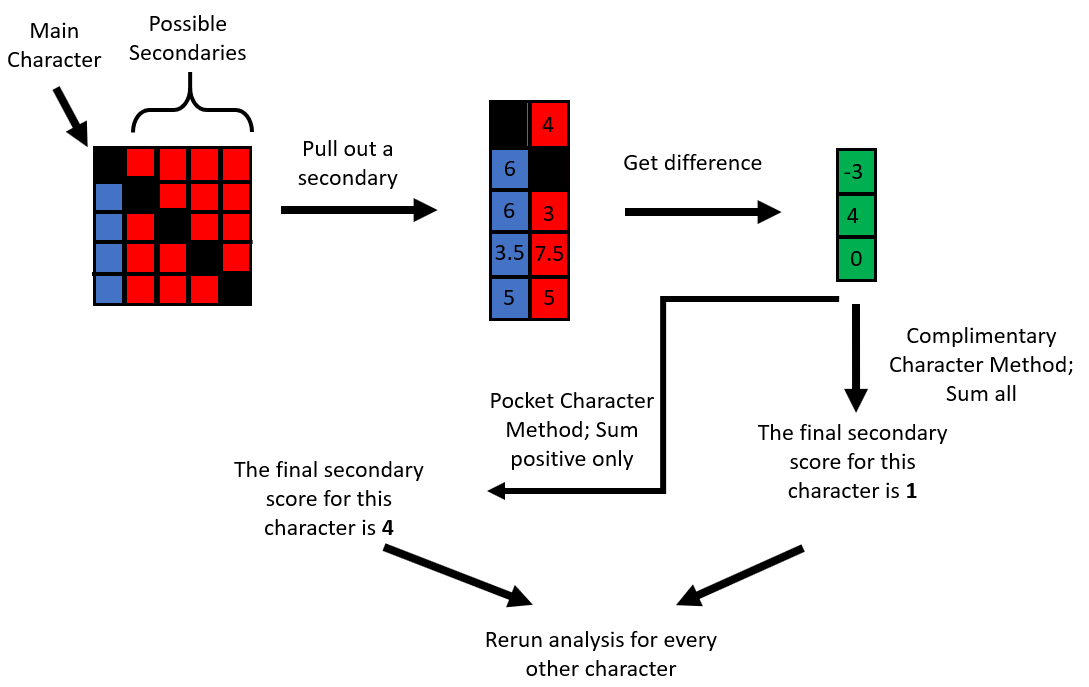 Main
Character
Possible
Secondaries
Pull out a
secondary
4
6
6 3
3.5 7.5
5 5
Get difference
-3
4
0
Complimentary
Character Method;
Sum all
Pocket Character
Method; Sum
positive only
The final secondary
score for this
character is 1
The final secondary
score for this
character is 4
Rerun analysis for every
other character